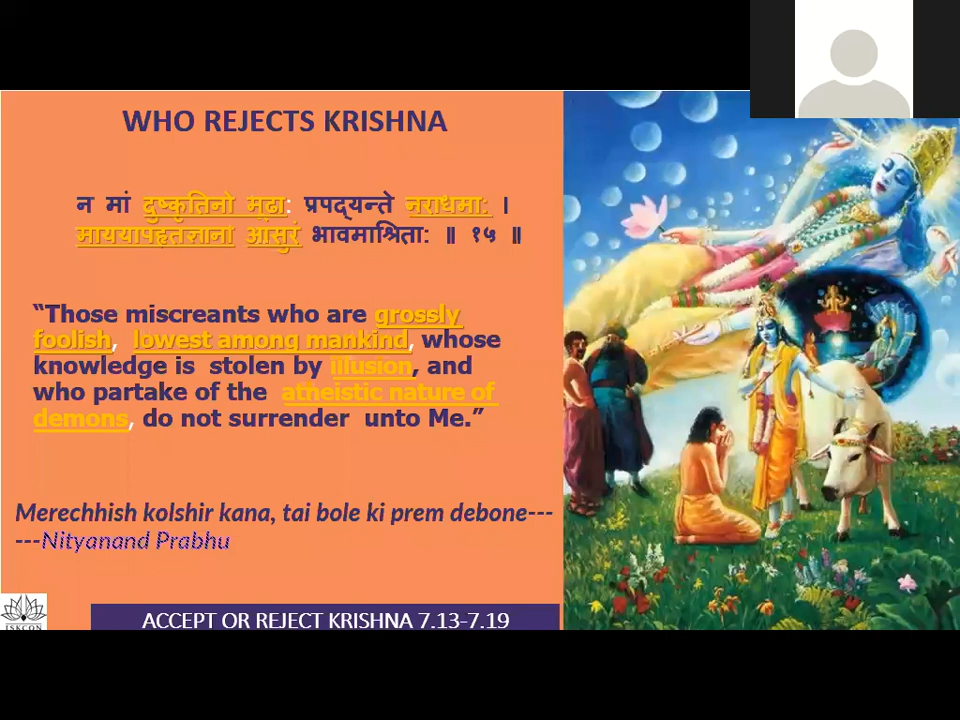 WHO REJECTS KRISHNA
न मां दुष्कृतिनो मूढा: प्रपद्यन्ते नराधमा: ।
माययापहृतज्ञाना आसुरं भावमाश्रिता: ॥ १५ ॥
“Those miscreants who are grossly
foolish, lowest among mankind, whose
knowledge is stolen by illusion, and
who partake of the atheistic nature of
demons, do not surrender unto Me.”
Merechhish kolshir kana, tai bole ki prem debone---
---Nityanand Prabhu
ISKCON
ACCEPT OR REJECT KRISHNA 7.13-7.19